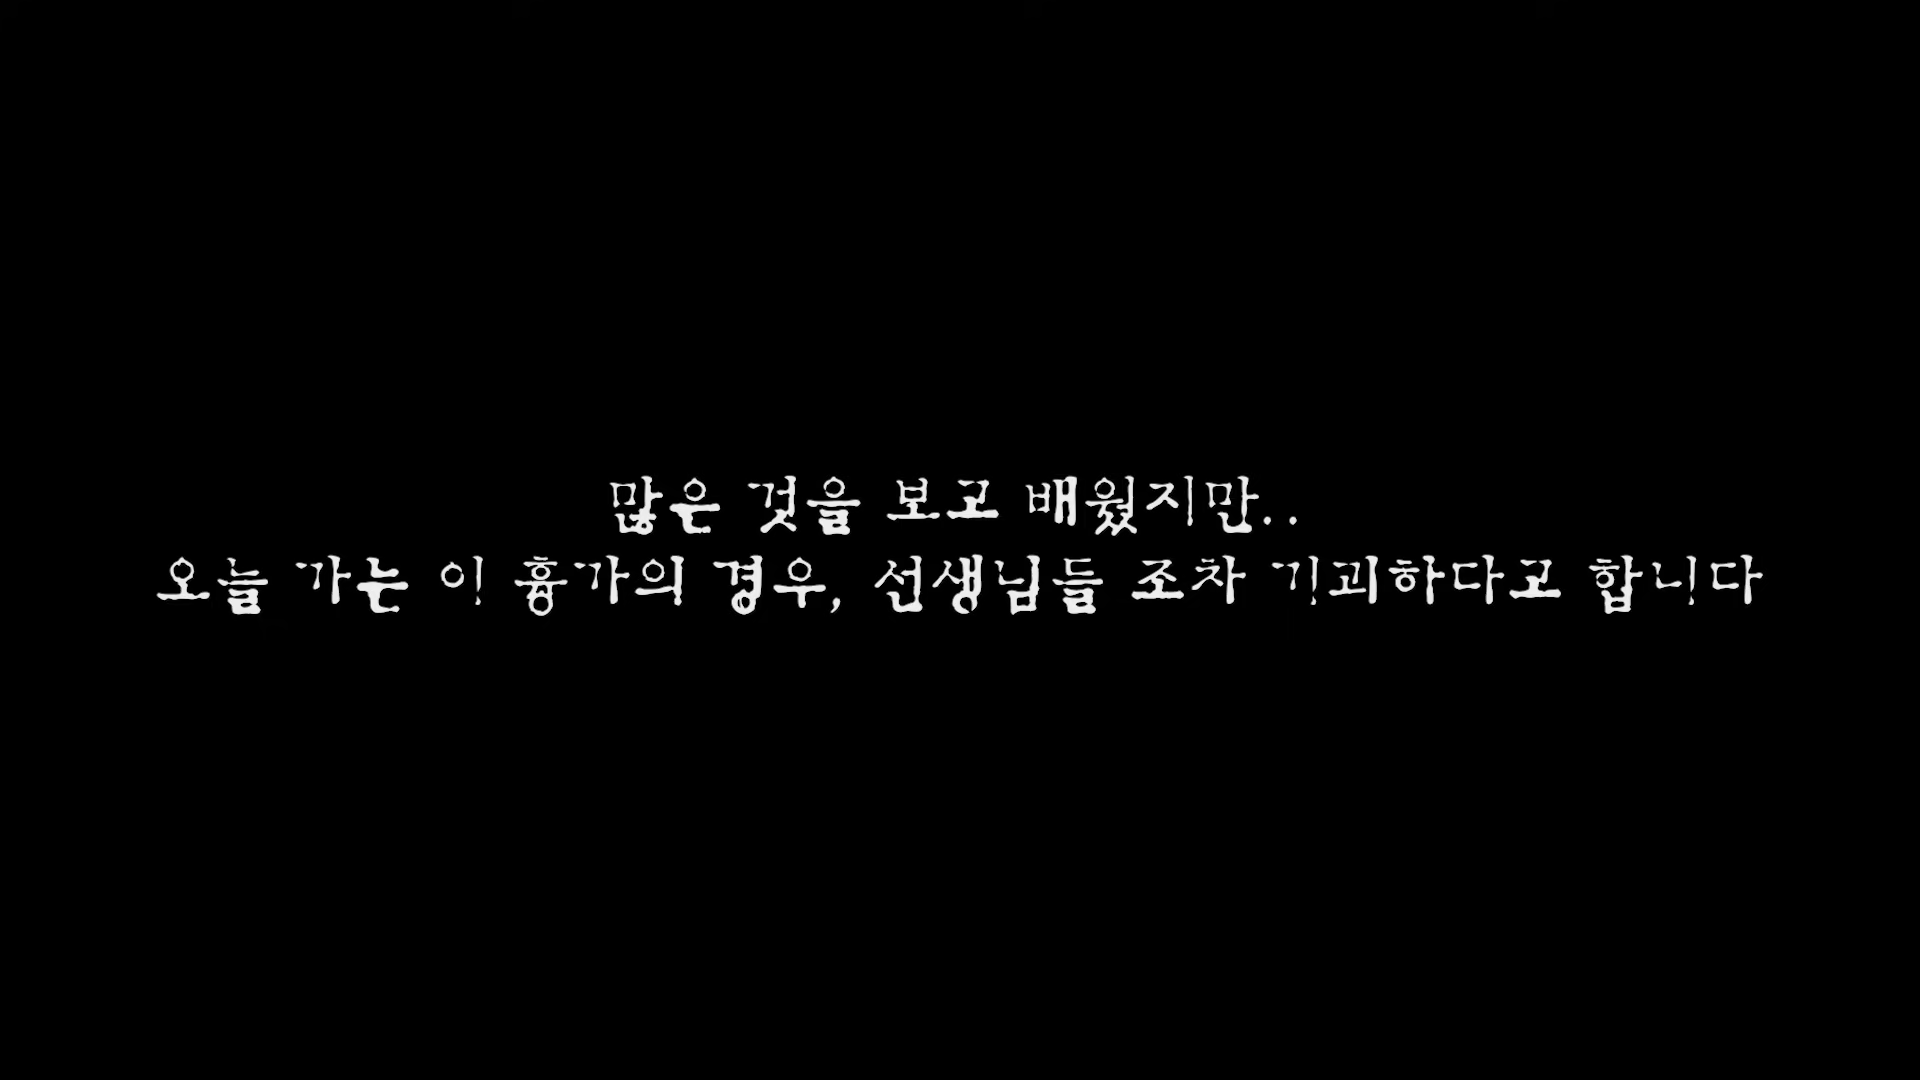 많은 것을 보고 배웠지만..
오늘 가는 이 흉가의 경우, 선생님들 조차 기괴하다고 합니다